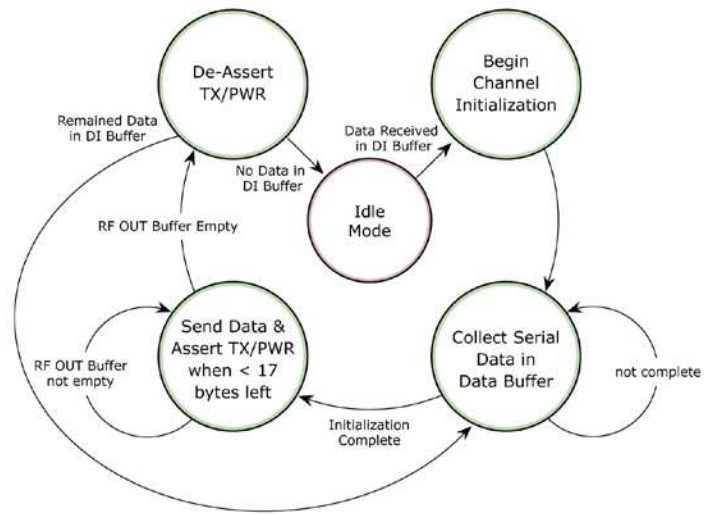 De-Assert
TX/PWR
Begin
Channel
Initialization
Remained Data
in DI Buffer
Data Received
in DI Buffer
No Data in
DI Buffer
Idle
Mode
RF OUT Buffer Empty
Send Data &
Assert TX/PWR
when < 17
bytes left
RF OUT Buffer
not empty
Collect Serial
Data in
Data Buffer
not complete
Initialization
Complete